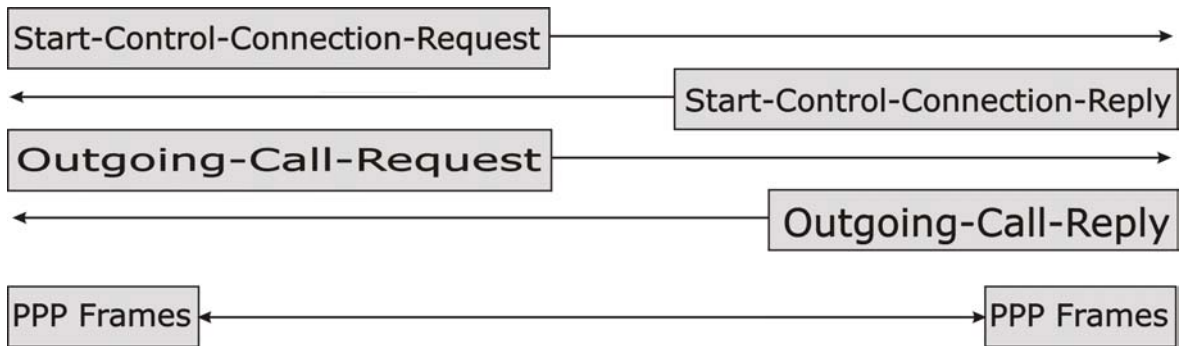 Start-Control-Connection-Request
Start-Control-Connection-Reply
Outgoing-Call-Request
Outgoing-Call-Reply
PPP Frames
PPP Frames